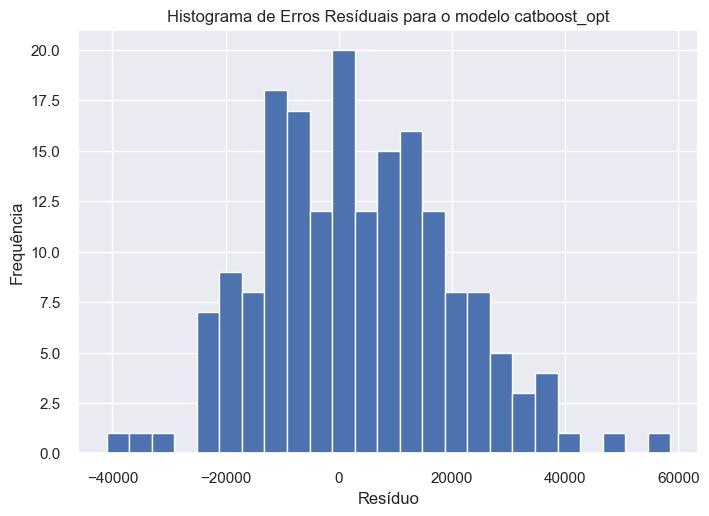 Histograma de Erros Resíduais para o modelo catboost_opt
20.0
17.5
15.0
12.5
10.0
7.5
5.0
2.5
0.0
Frequência
−40000 −20000 0 20000 40000 60000
Resíduo